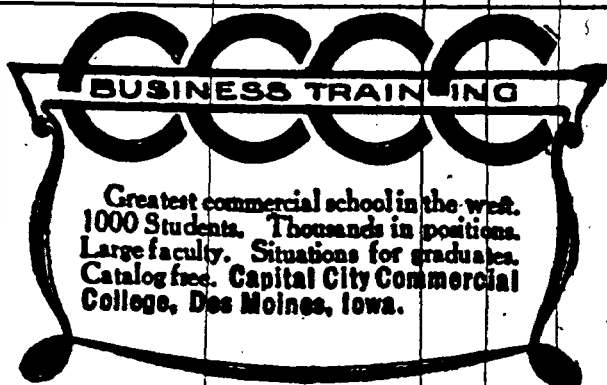 CCCC
BUSINESS TRAINING
Greatest commercial school in the west.
1000 Students. Thousands in positions.
Large faculty. Situations for graduates.
Catalog free. Capital City Commercial
College, Des Moines, Iowa.